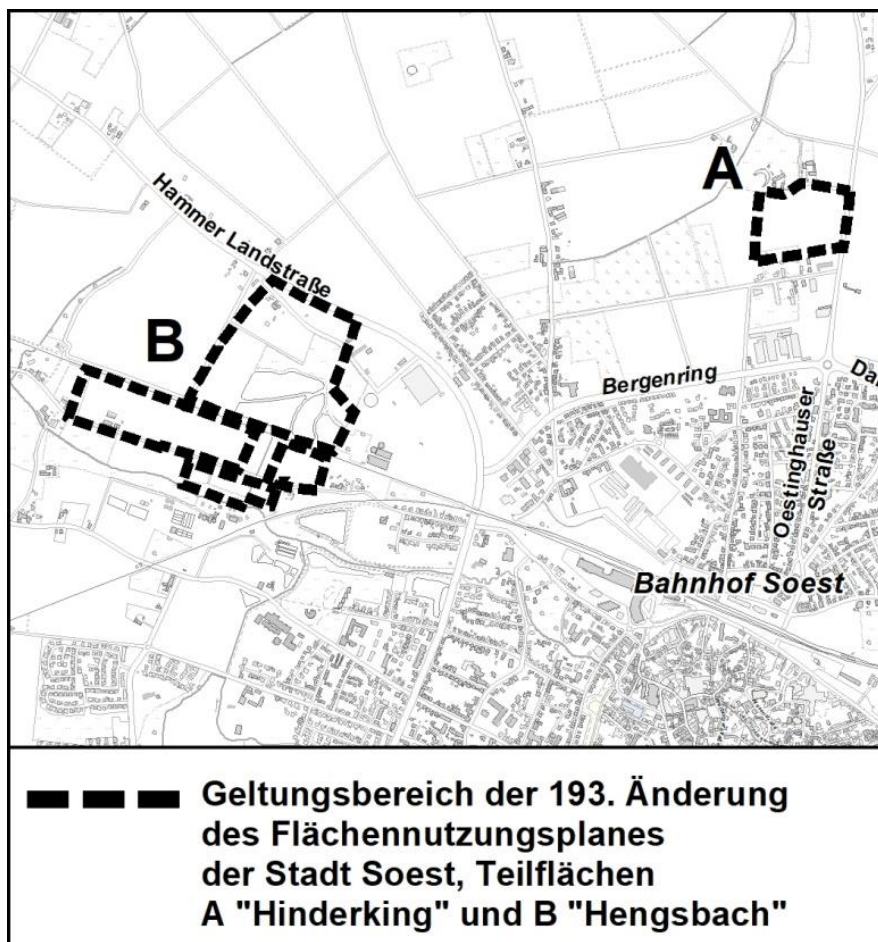 A
Hammer Landstraße
B
Bergenring
Oestinghauser
Straße
Bahnhof Soest
Geltungsbereich der 193. Änderung
des Flächennutzungsplanes
der Stadt Soest, Teilflächen
A "Hinderking" und B "Hengsbach"